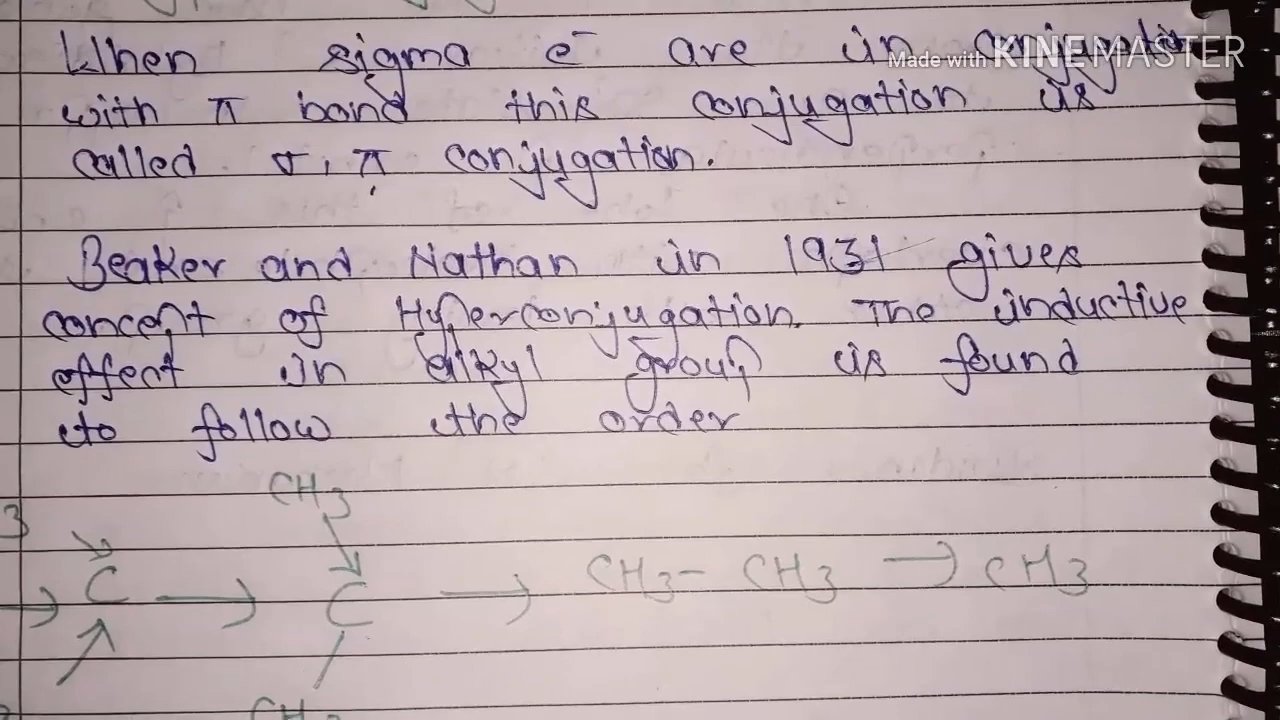 When sigma e⁻ are in conjugation
Made with KINEMASTER
with π bond this conjugation is
called σ, π conjugation.
Beaker and Nathan in 1931 gives
concept of Hyperconjugation. The inductive
effect in alkyl group is found
to follow the order
CH3
3
C → C → CH3- CH3 → CH3
CH3